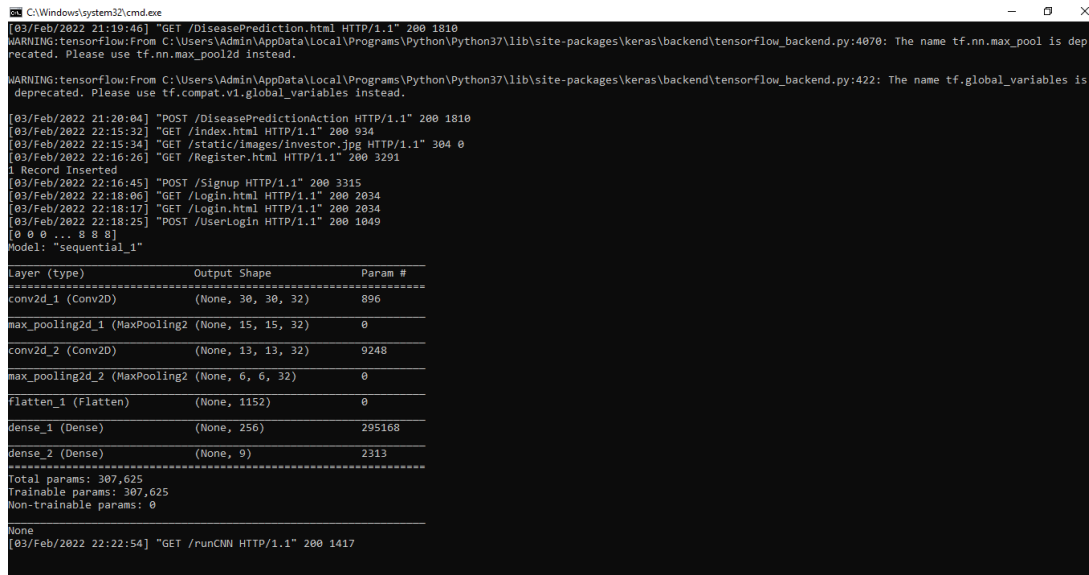 C:\Windows\system32\cmd.exe
[03/Feb/2022 21:19:46] "GET /DiseasePrediction.html HTTP/1.1" 200 1810
WARNING:tensorflow:From C:\Users\Admin\AppData\Local\Programs\Python\Python37\lib\site-packages\keras\backend\tensorflow_backend.py:4070: The name tf.nn.max_pool is dep
recated. Please use tf.nn.max_pool2d instead.
WARNING:tensorflow:From C:\Users\Admin\AppData\Local\Programs\Python\Python37\lib\site-packages\keras\backend\tensorflow_backend.py:422: The name tf.global_variables is
 deprecated. Please use tf.compat.v1.global_variables instead.
[03/Feb/2022 21:20:04] "POST /DiseasePredictionAction HTTP/1.1" 200 1810
[03/Feb/2022 22:15:32] "GET /index.html HTTP/1.1" 200 934
[03/Feb/2022 22:15:34] "GET /static/images/investor.jpg HTTP/1.1" 304 0
[03/Feb/2022 22:16:26] "GET /Register.html HTTP/1.1" 200 3291
1 Record Inserted
[03/Feb/2022 22:16:45] "POST /Signup HTTP/1.1" 200 3315
[03/Feb/2022 22:18:06] "GET /Login.html HTTP/1.1" 200 2034
[03/Feb/2022 22:18:17] "GET /Login.html HTTP/1.1" 200 2034
[03/Feb/2022 22:18:25] "POST /UserLogin HTTP/1.1" 200 1049
[0 0 0 ... 8 8 8]
Model: "sequential_1"
Layer (type) Output Shape Param #
conv2d_1 (Conv2D) (None, 30, 30, 32) 896
max_pooling2d_1 (MaxPooling2 (None, 15, 15, 32) 0
conv2d_2 (Conv2D) (None, 13, 13, 32) 9248
max_pooling2d_2 (MaxPooling2 (None, 6, 6, 32) 0
flatten_1 (Flatten) (None, 1152) 0
dense_1 (Dense) (None, 256) 295168
dense_2 (Dense) (None, 9) 2313
Total params: 307,625
Trainable params: 307,625
Non-trainable params: 0
None
[03/Feb/2022 22:22:54] "GET /runCNN HTTP/1.1" 200 1417